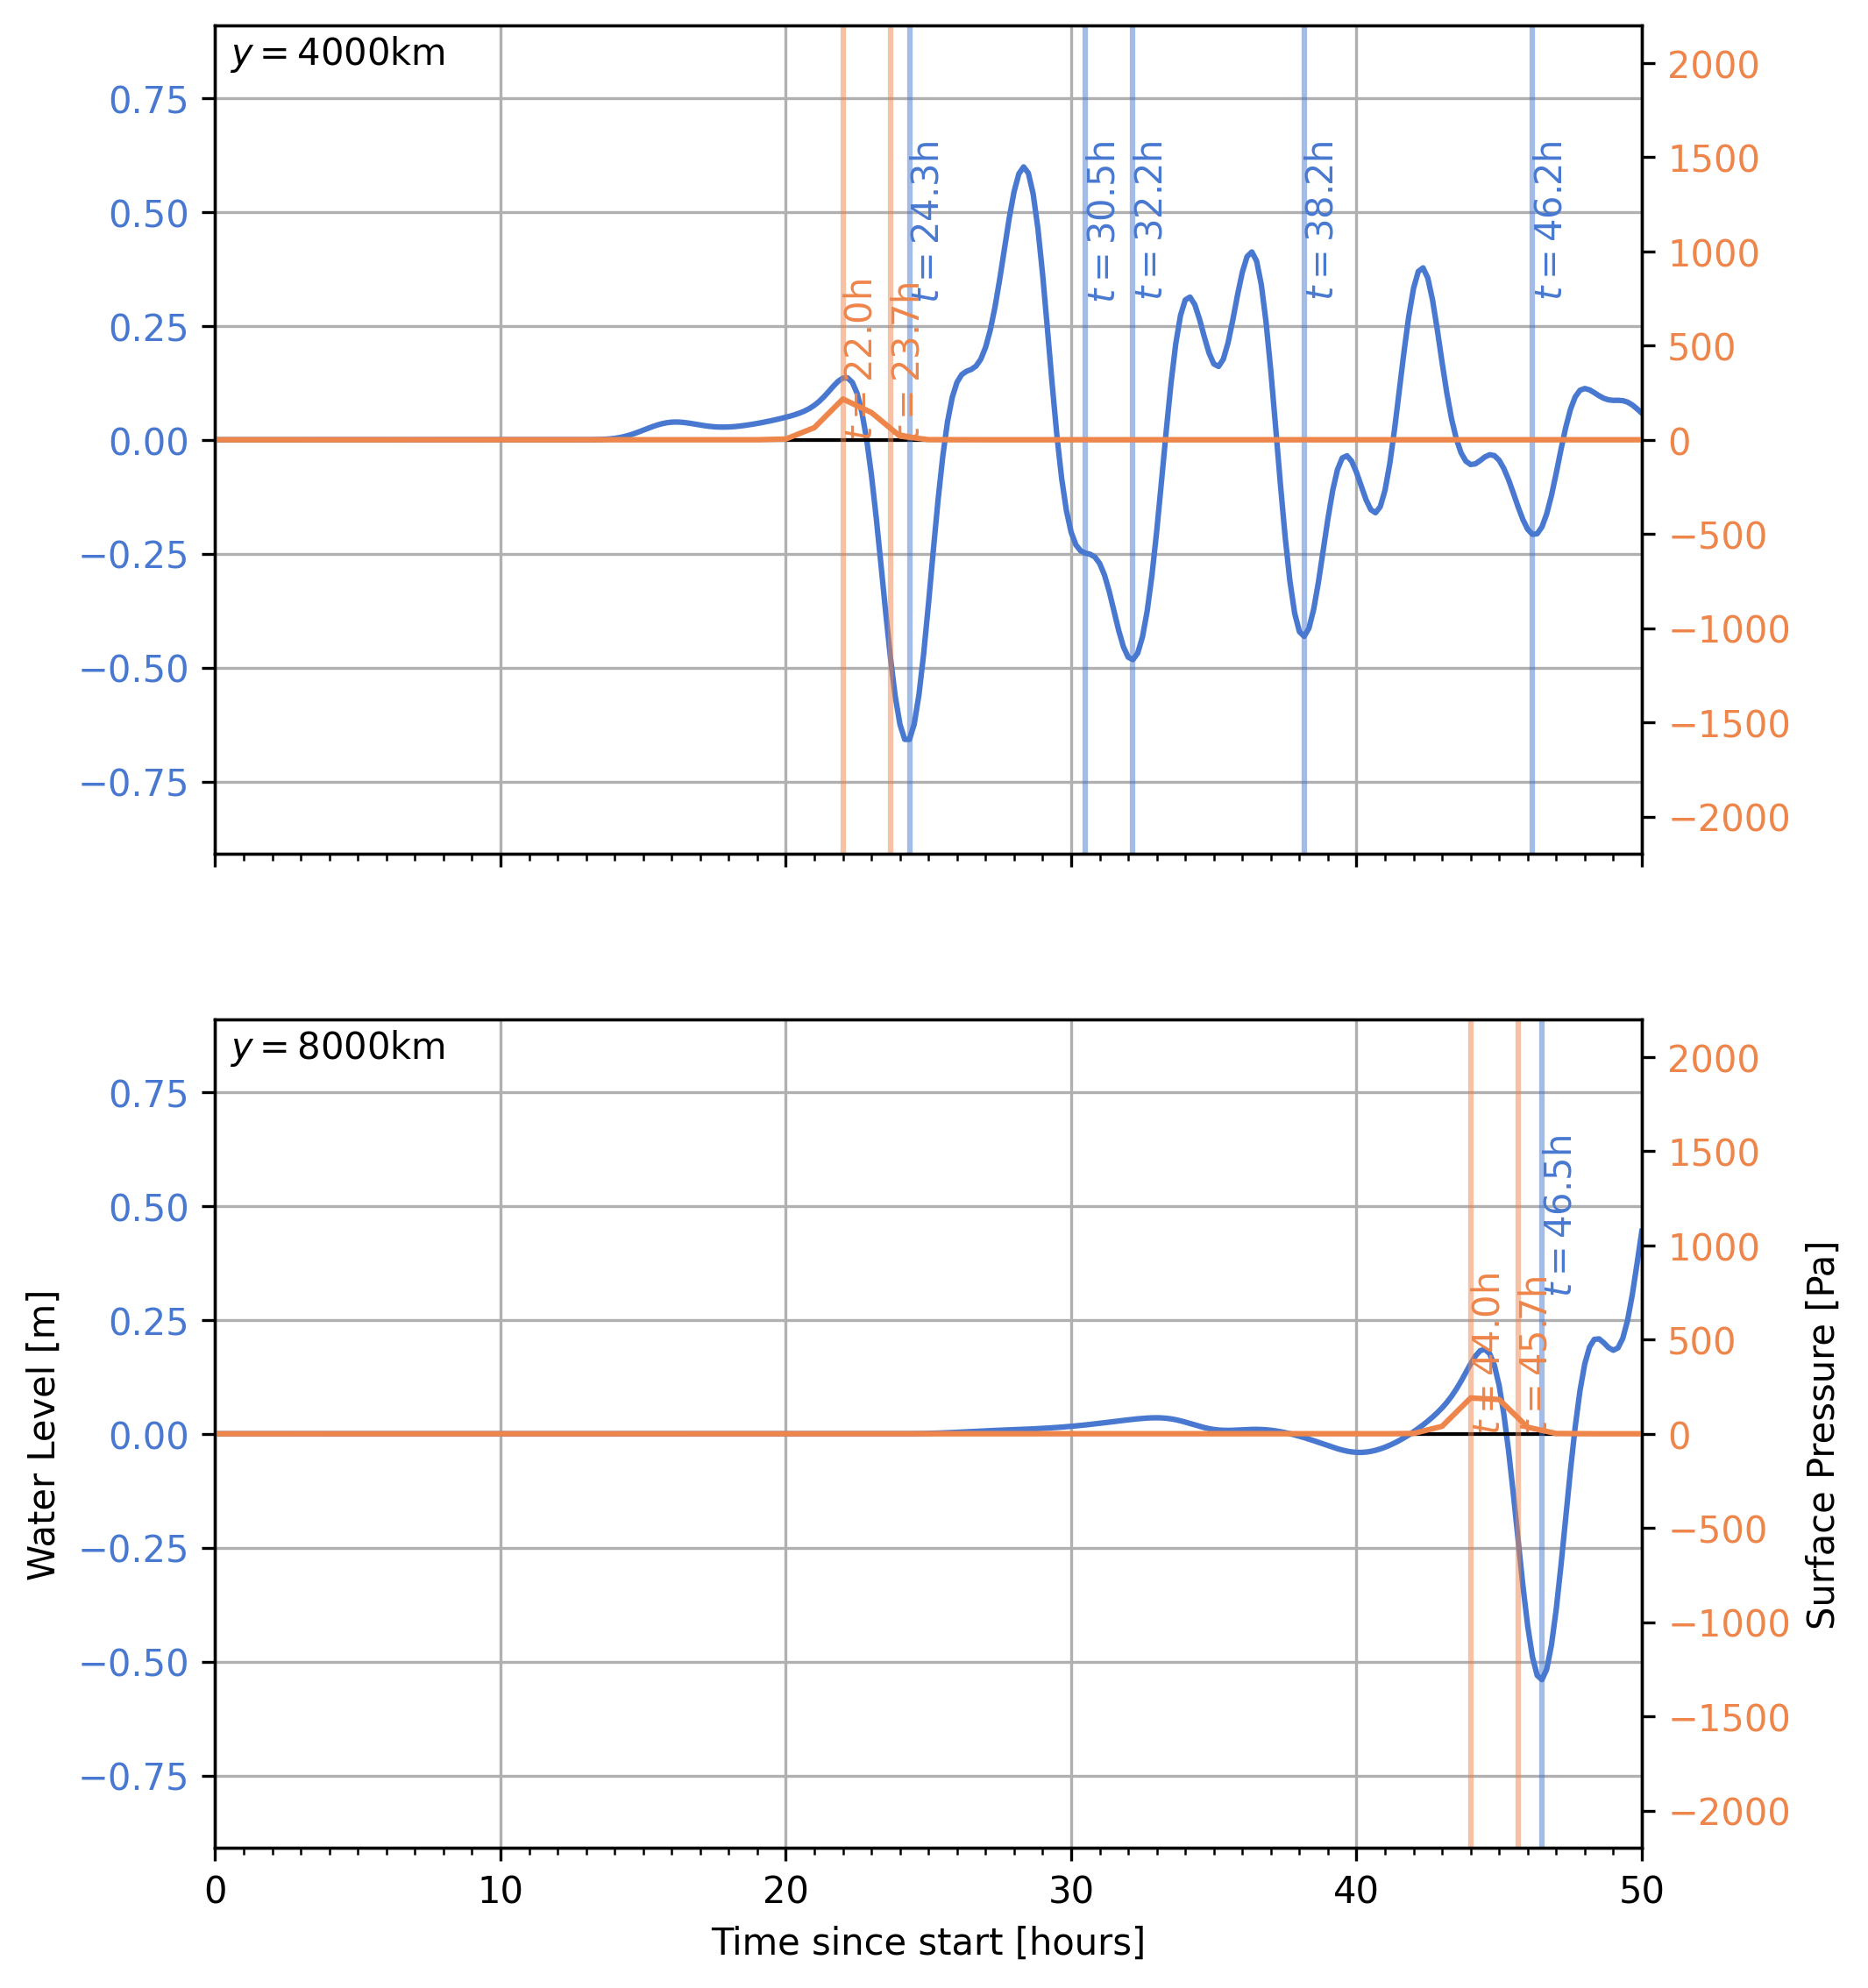 y = 4000km
0.75
0.50
0.25
0.00
−0.25
−0.50
−0.75
t = 22.0h
t = 23.7h
t = 24.3h
t = 30.5h
t = 32.2h
t = 38.2h
t = 46.2h
2000
1500
1000
500
0
−500
−1000
−1500
−2000
y = 8000km
Water Level [m]
0.75
0.50
0.25
0.00
−0.25
−0.50
−0.75
t = 44.0h
t = 45.7h
t = 46.5h
2000
1500
1000
500
0
−500
−1000
−1500
−2000
Surface Pressure [Pa]
0 10 20 30 40 50
Time since start [hours]